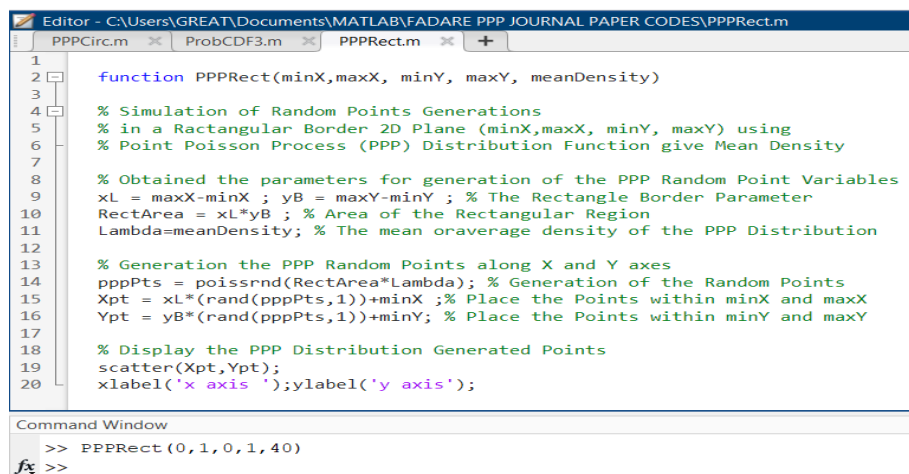 Editor - C:\Users\GREAT\Documents\MATLAB\FADARE PPP JOURNAL PAPER CODES\PPPRect.m
PPPCirc.m ProbCDF3.m PPPRect.m +
1
2 function PPPRect(minX,maxX, minY, maxY, meanDensity)
3
4 % Simulation of Random Points Generations
5 % in a Ractangular Border 2D Plane (minX,maxX, minY, maxY) using
6 % Point Poisson Process (PPP) Distribution Function give Mean Density
7
8 % Obtained the parameters for generation of the PPP Random Point Variables
9 xL = maxX-minX ; yB = maxY-minY ; % The Rectangle Border Parameter
10 RectArea = xL*yB ; % Area of the Rectangular Region
11 Lambda=meanDensity; % The mean oraverage density of the PPP Distribution
12
13 % Generation the PPP Random Points along X and Y axes
14 pppPts = poissrnd(RectArea*Lambda); % Generation of the Random Points
15 Xpt = xL*(rand(pppPts,1))+minX ;% Place the Points within minX and maxX
16 Ypt = yB*(rand(pppPts,1))+minY; % Place the Points within minY and maxY
17
18 % Display the PPP Distribution Generated Points
19 scatter(Xpt,Ypt);
20 xlabel('x axis ');ylabel('y axis');
Command Window
>> PPPRect(0,1,0,1,40)
fx >>